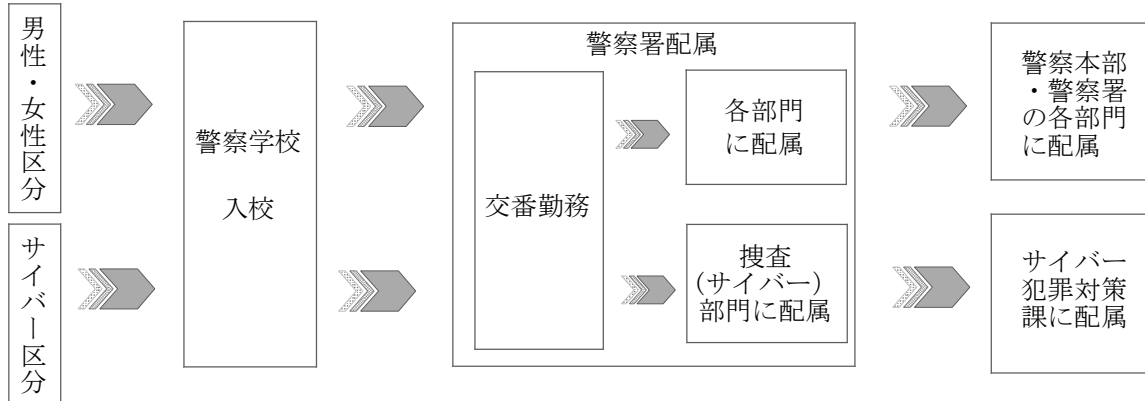 男性・女性区分
サイバー区分
警察学校
入校
警察署配属
交番勤務
各部門
に配属
捜査
(サイバー)
部門に配属
警察本部
・警察署
の各部門
に配属
サイバー
犯罪対策
課に配属